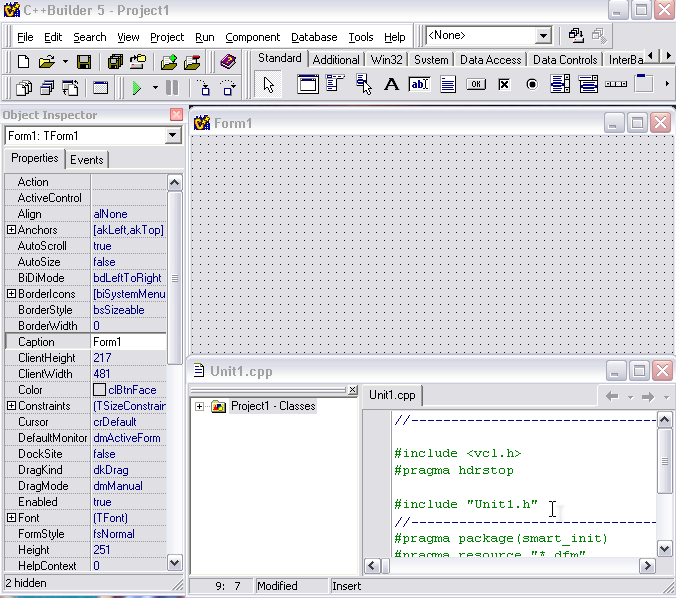 C++Builder 5 - Project1
File Edit Search View Project Run Component Database Tools Help <None>
Standard Additional Win32 System Data Access Data Controls InterBa
A ab OK
Object Inspector
Form1: TForm1
Properties Events
Action
ActiveControl
Align alNone
Anchors [akLeft,akTop]
AutoScroll true
AutoSize false
BiDiMode bdLeftToRight
BorderIcons [biSystemMenu
BorderStyle bsSizeable
BorderWidth 0
Caption Form1
ClientHeight 217
ClientWidth 481
Color clBtnFace
Constraints (TSizeConstrain
Cursor crDefault
DefaultMonitor dmActiveForm
DockSite false
DragKind dkDrag
DragMode dmManual
Enabled true
Font (TFont)
FormStyle fsNormal
Height 251
HelpContext 0
2 hidden
Form1
Unit1.cpp
Project1 - Classes
Unit1.cpp
//------------------------------
#include <vcl.h>
#pragma hdrstop
#include "Unit1.h"
//------------------------------
#pragma package(smart_init)
#pragma resource "*.dfm"
9: 7 Modified Insert